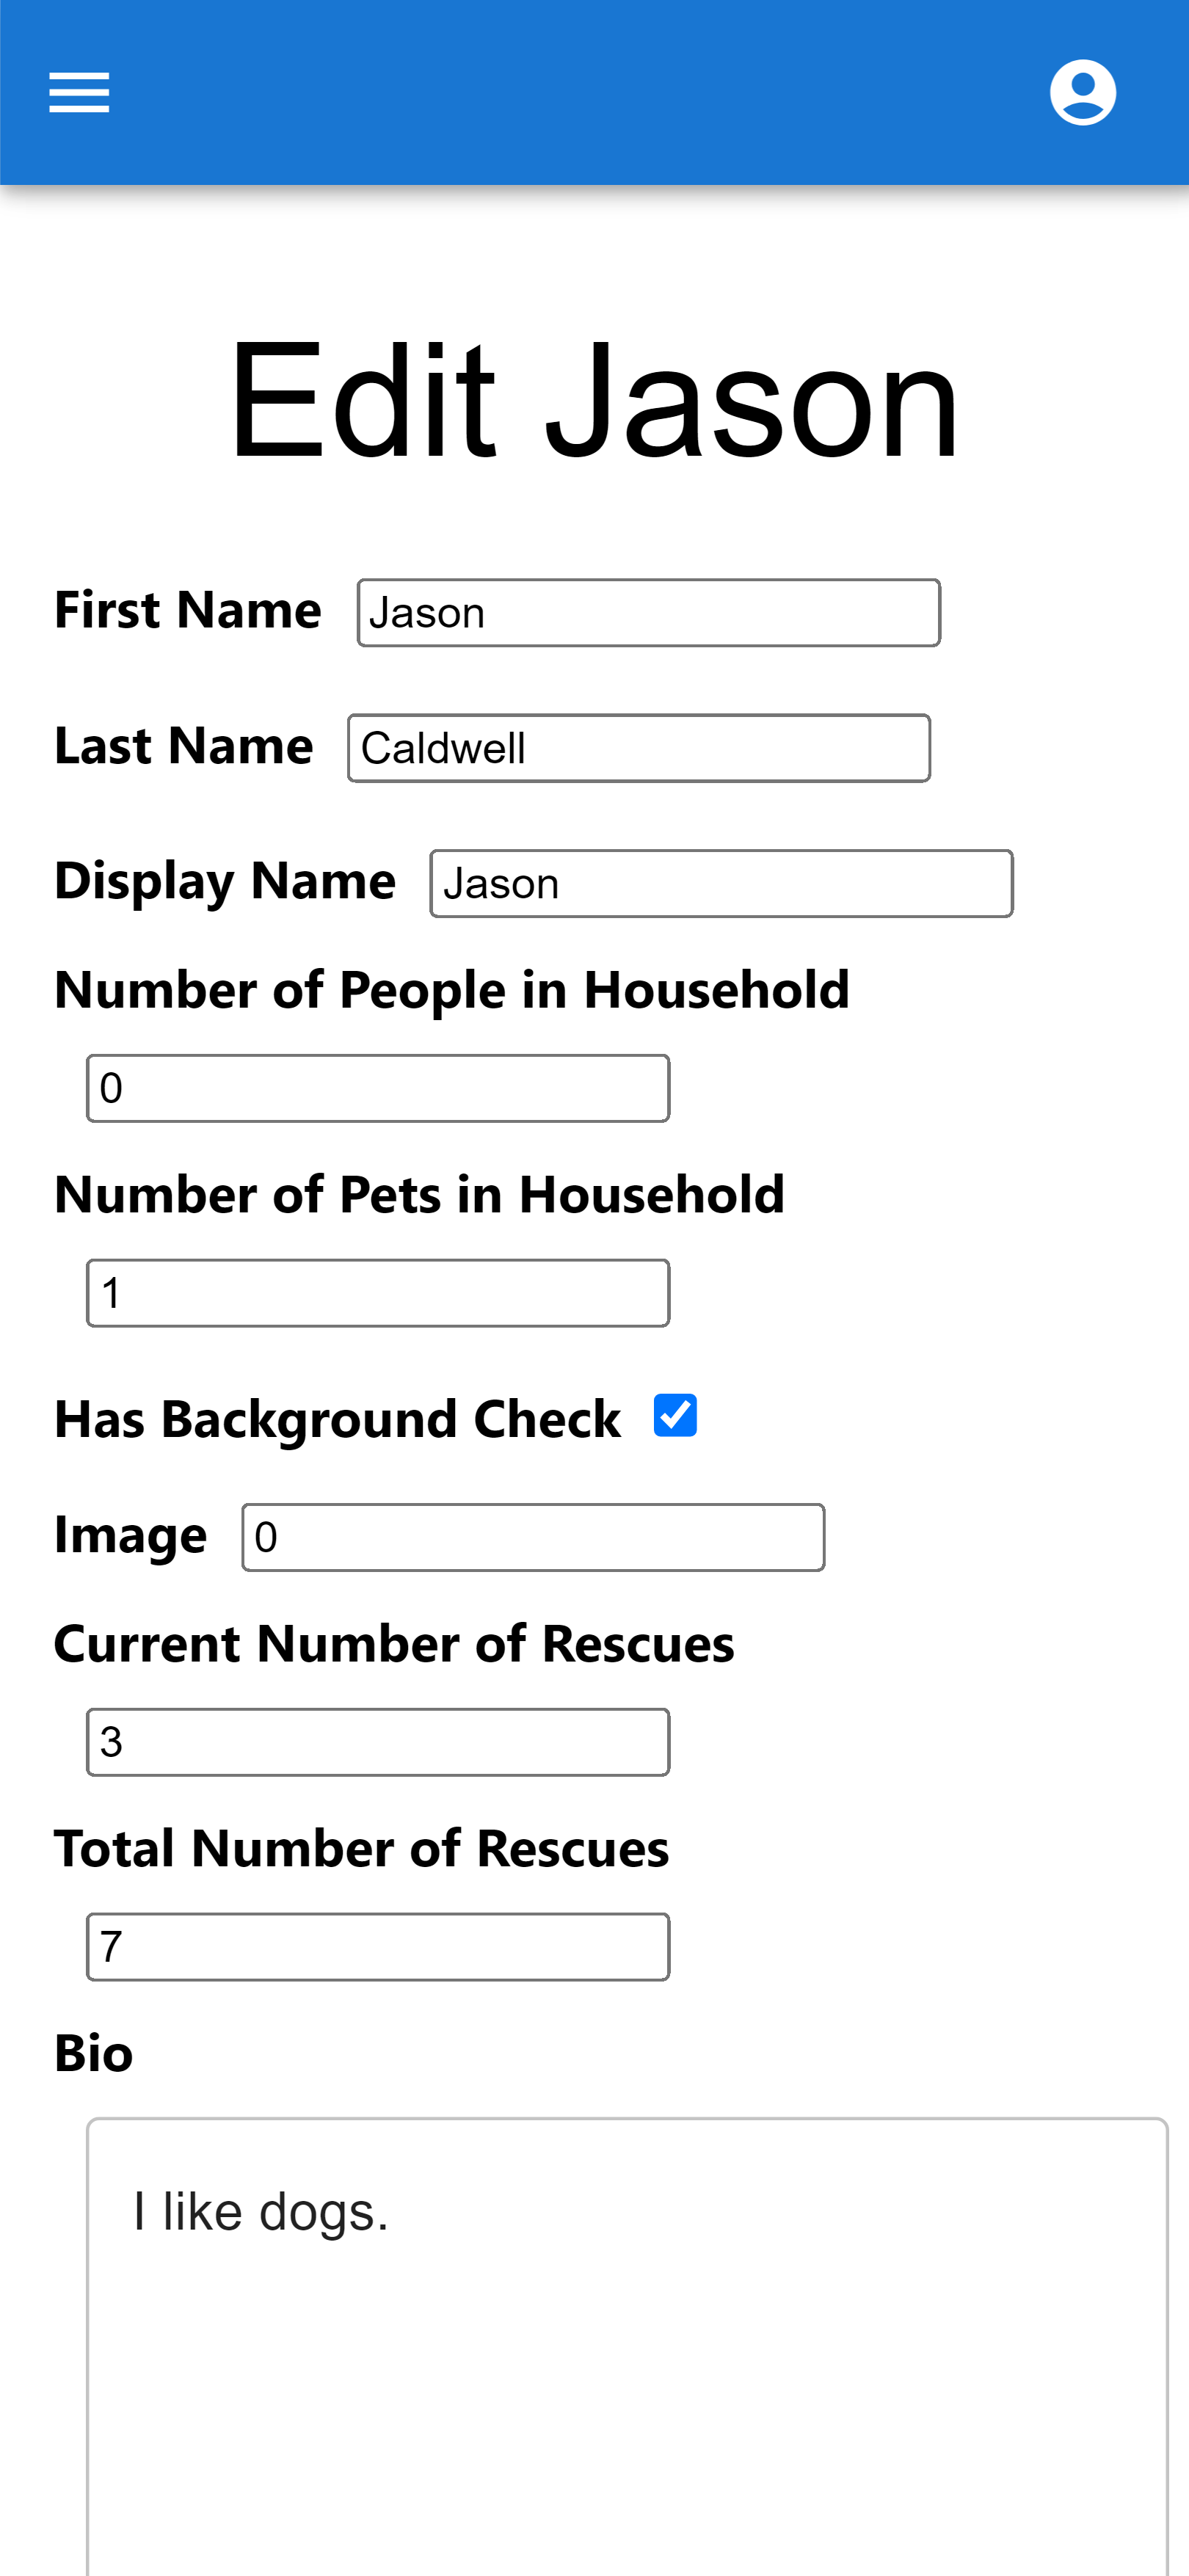 Edit Jason
First Name Jason
Last Name Caldwell
Display Name Jason
Number of People in Household
0
Number of Pets in Household
1
Has Background Check
Image 0
Current Number of Rescues
3
Total Number of Rescues
7
Bio
I like dogs.